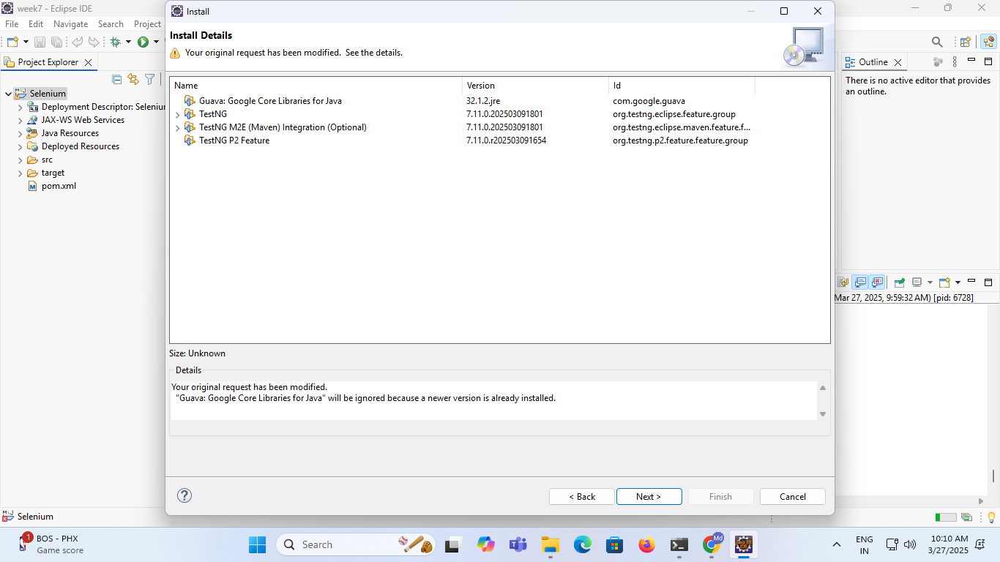 week7 - Eclipse IDE
File Edit Navigate Search Project
Project Explorer
Selenium
Deployment Descriptor: Selenium
JAX-WS Web Services
Java Resources
Deployed Resources
src
target
pom.xml
Install
Install Details
Your original request has been modified. See the details.
Name Version Id
Guava: Google Core Libraries for Java 32.1.2.jre com.google.guava
TestNG 7.11.0.202503091801 org.testng.eclipse.feature.group
TestNG M2E (Maven) Integration (Optional) 7.11.0.202503091801 org.testng.eclipse.maven.feature.f...
TestNG P2 Feature 7.11.0.r202503091654 org.testng.p2.feature.feature.group
Size: Unknown
Details
Your original request has been modified.
"Guava: Google Core Libraries for Java" will be ignored because a newer version is already installed.
< Back Next > Finish Cancel
Outline
There is no active editor that provides
an outline.
Mar 27, 2025, 9:59:32 AM) [pid: 6728]
Selenium
1
BOS - PHX
Game score
Search
Md
ENG
IN
10:10 AM
3/27/2025